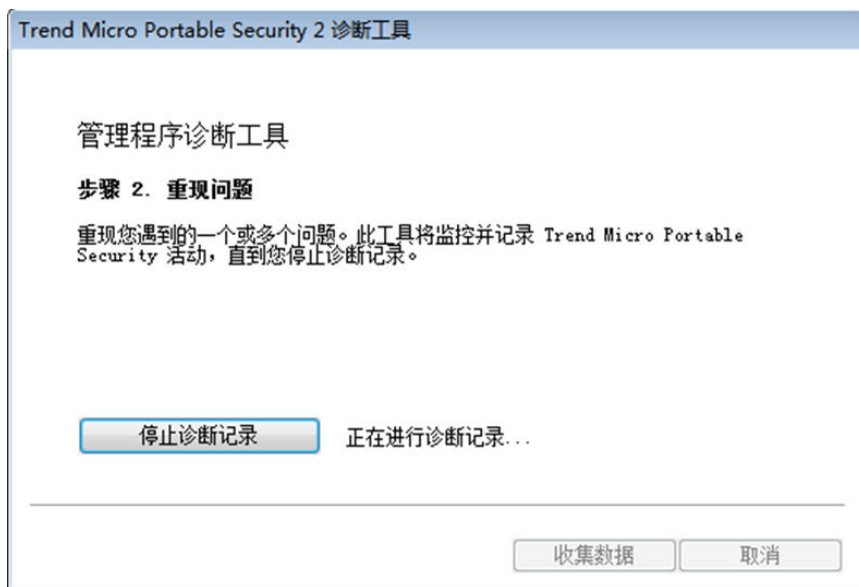 Trend Micro Portable Security 2 诊断工具
管理程序诊断工具
步骤 2. 重现问题
重现您遇到的一个或多个问题。此工具将监控并记录 Trend Micro Portable
Security 活动，直到您停止诊断记录。
停止诊断记录 正在进行诊断记录...
收集数据 取消